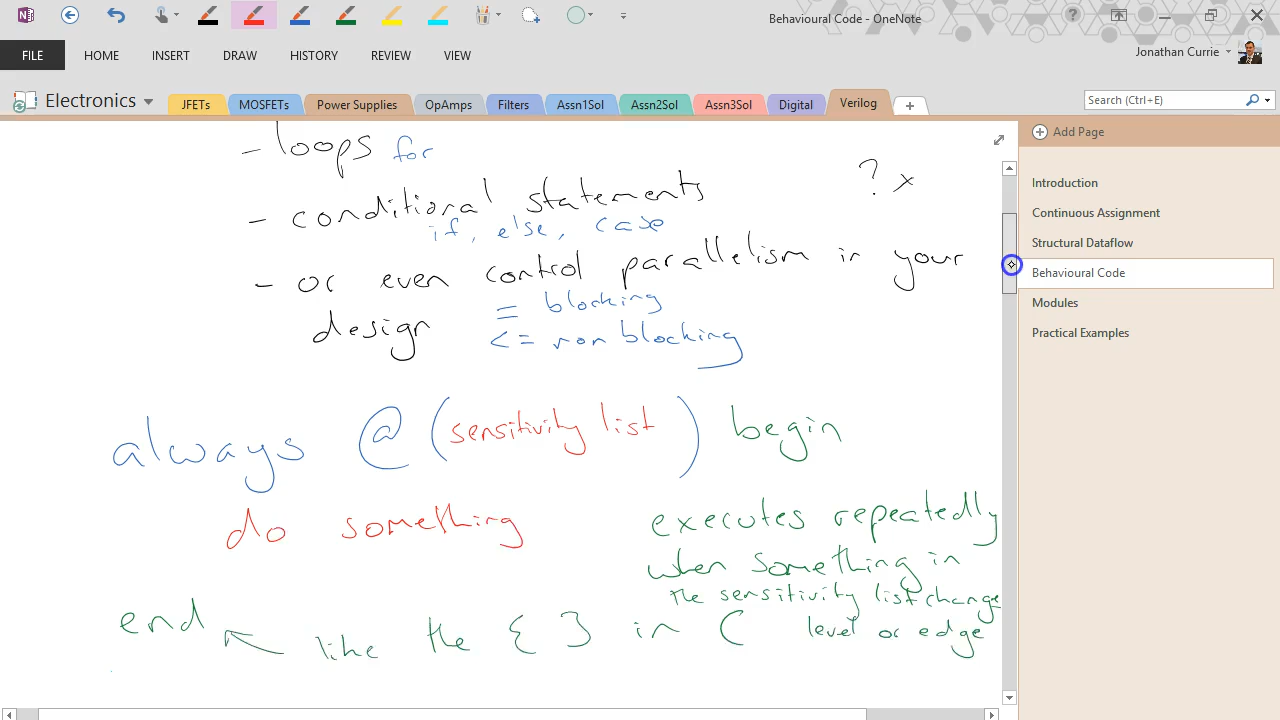 Behavioural Code - OneNote
?
Jonathan Currie
FILE
HOME
INSERT
DRAW
HISTORY
REVIEW
VIEW
Electronics
JFETs
MOSFETs
Power Supplies
OpAmps
Filters
Assn1Sol
Assn2Sol
Assn3Sol
Digital
Verilog
Search (Ctrl+E)
Add Page
Introduction
Continuous Assignment
Structural Dataflow
Behavioural Code
Modules
Practical Examples
- loops for
? x
- conditional statements
if, else, case
- or even control parallelism in your
design
= blocking
<= non blocking
always @ (sensitivity list) begin
do something
executes repeatedly
when something in
the sensitivity list change
level or edge
end
like the { } in C